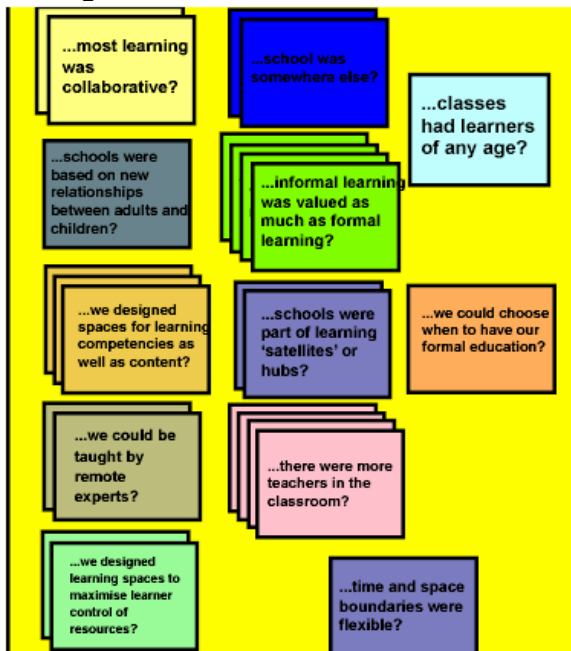 ...most learning
was
collaborative?
...school was
somewhere else?
...classes
had learners
of any age?
...schools were
based on new
relationships
between adults and
children?
...informal learning
was valued as
much as formal
learning?
...we designed
spaces for learning
competencies as
well as content?
...schools were
part of learning
‘satellites’ or
hubs?
...we could choose
when to have our
formal education?
...we could be
taught by
remote
experts?
...there were more
teachers in the
classroom?
...we designed
learning spaces to
maximise learner
control of
resources?
...time and space
boundaries were
flexible?